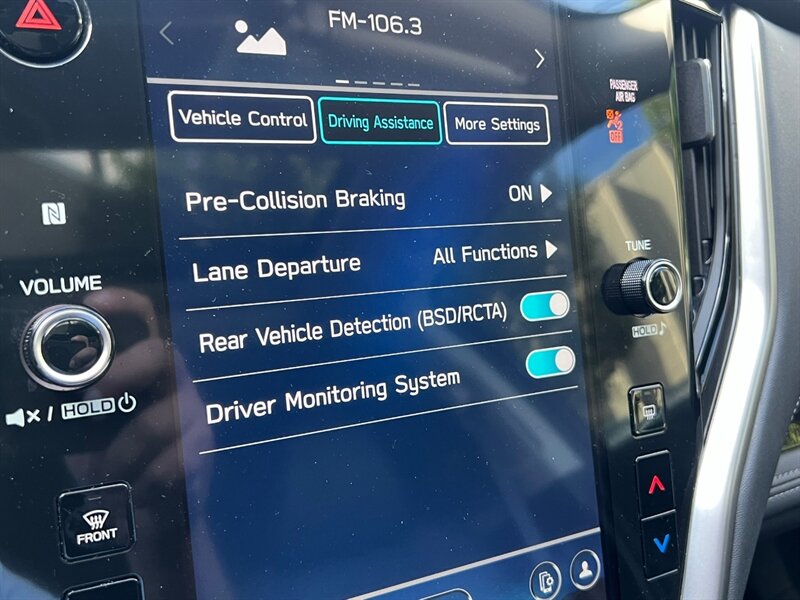 FM-106.3
PASSENGER
AIR BAG
OFF
Vehicle Control
Driving Assistance
More Settings
Pre-Collision Braking ON
Lane Departure All Functions
Rear Vehicle Detection (BSD/RCTA)
Driver Monitoring System
VOLUME
/ HOLD
TUNE
HOLD
FRONT